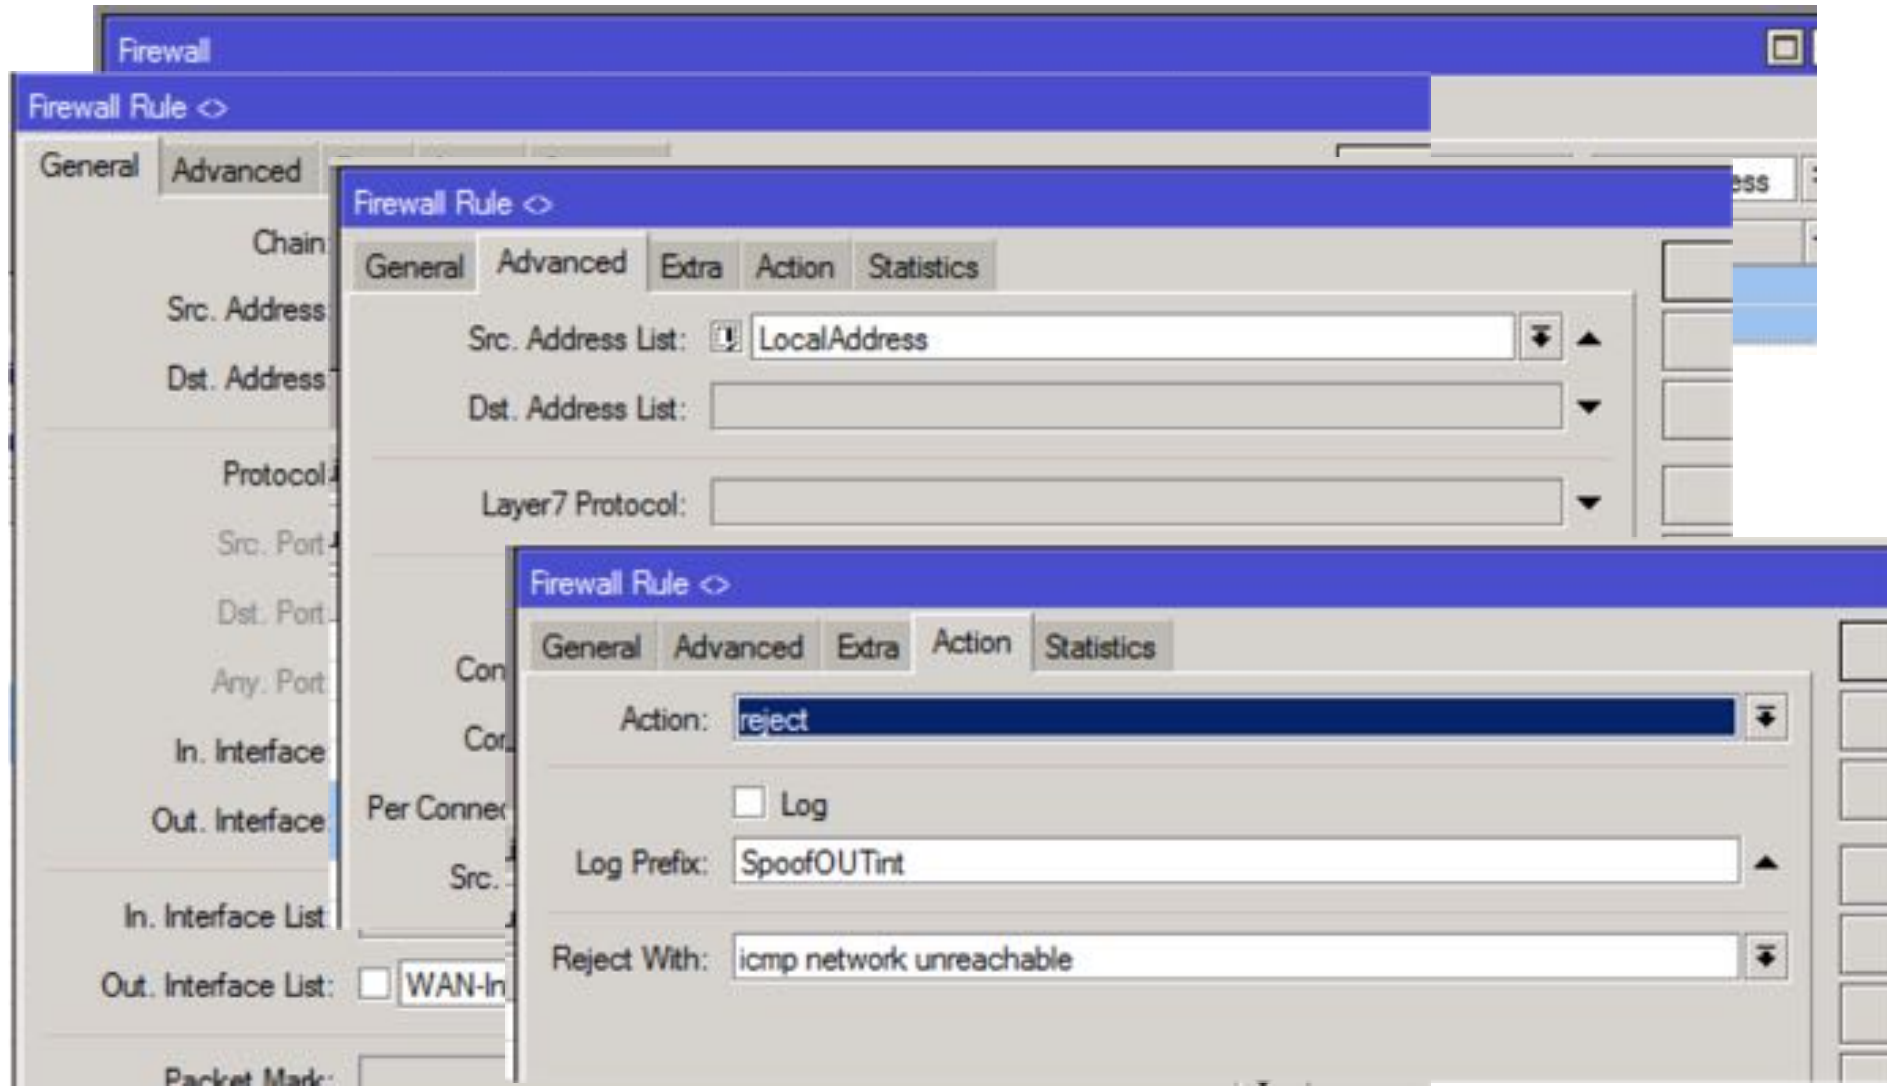 Firewall
Firewall Rule <>
General Advanced
Chain
Src. Address
Dst. Address
Protocol
Src. Port
Dst. Port
Any. Port
In. Interface
Out. Interface
In. Interface List
Out. Interface List: WAN-In
Packet Mark:
ess
Firewall Rule <>
General Advanced Extra Action Statistics
Src. Address List: ! LocalAddress
Dst. Address List:
Layer7 Protocol:
Con
Con
Per Connec
Src.
Firewall Rule <>
General Advanced Extra Action Statistics
Action: reject
Log
Log Prefix: SpoofOUTint
Reject With: icmp network unreachable